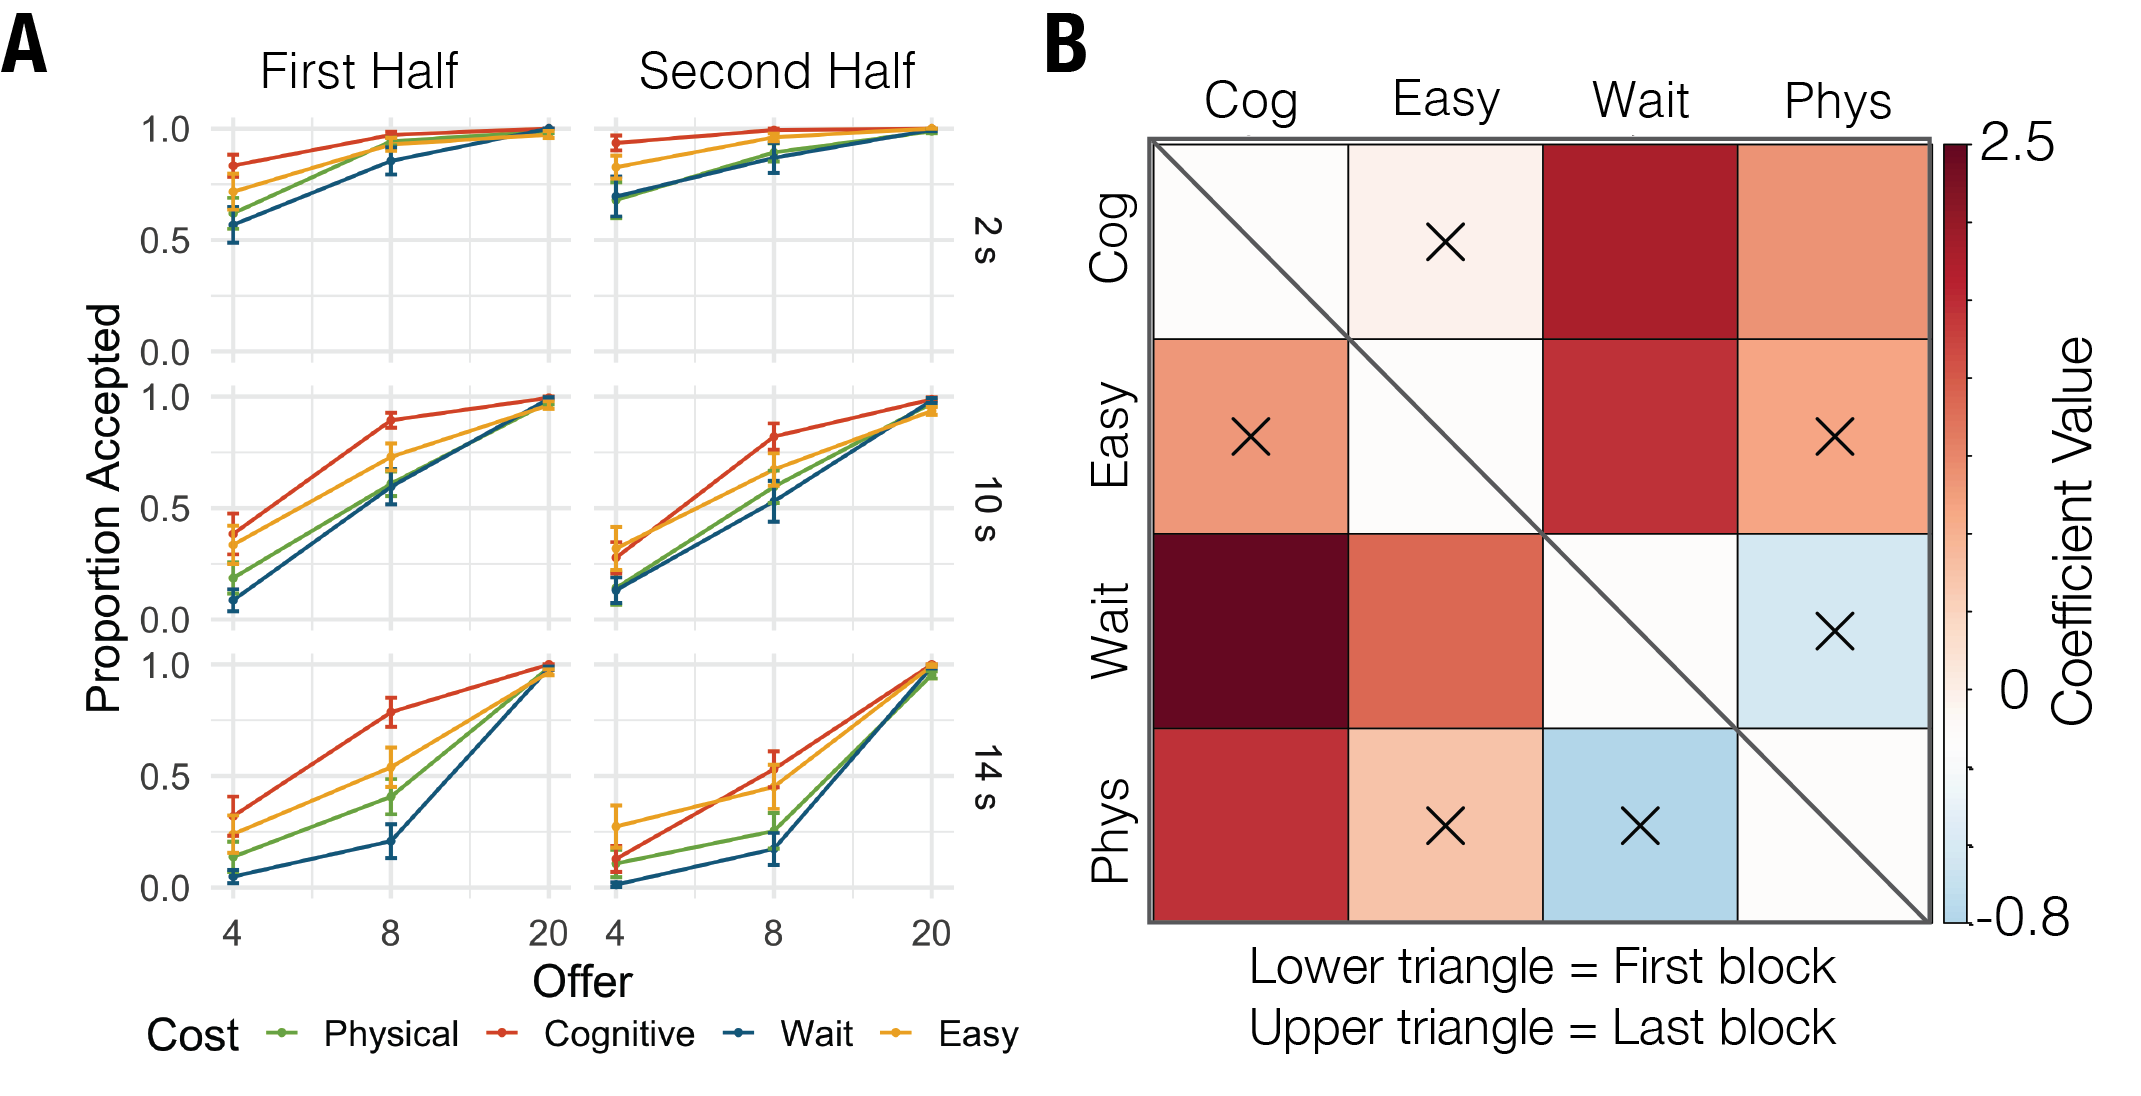 A
First Half
Second Half
1.0
0.5
0.0
2 s
1.0
0.5
0.0
10 s
1.0
0.5
0.0
14 s
Proportion Accepted
4
8
20
4
8
20
Offer
Cost
Physical
Cognitive
Wait
Easy
B
Cog
Easy
Wait
Phys
Cog
Easy
Wait
Phys
2.5
0
-0.8
Coefficient Value
Lower triangle = First block
Upper triangle = Last block